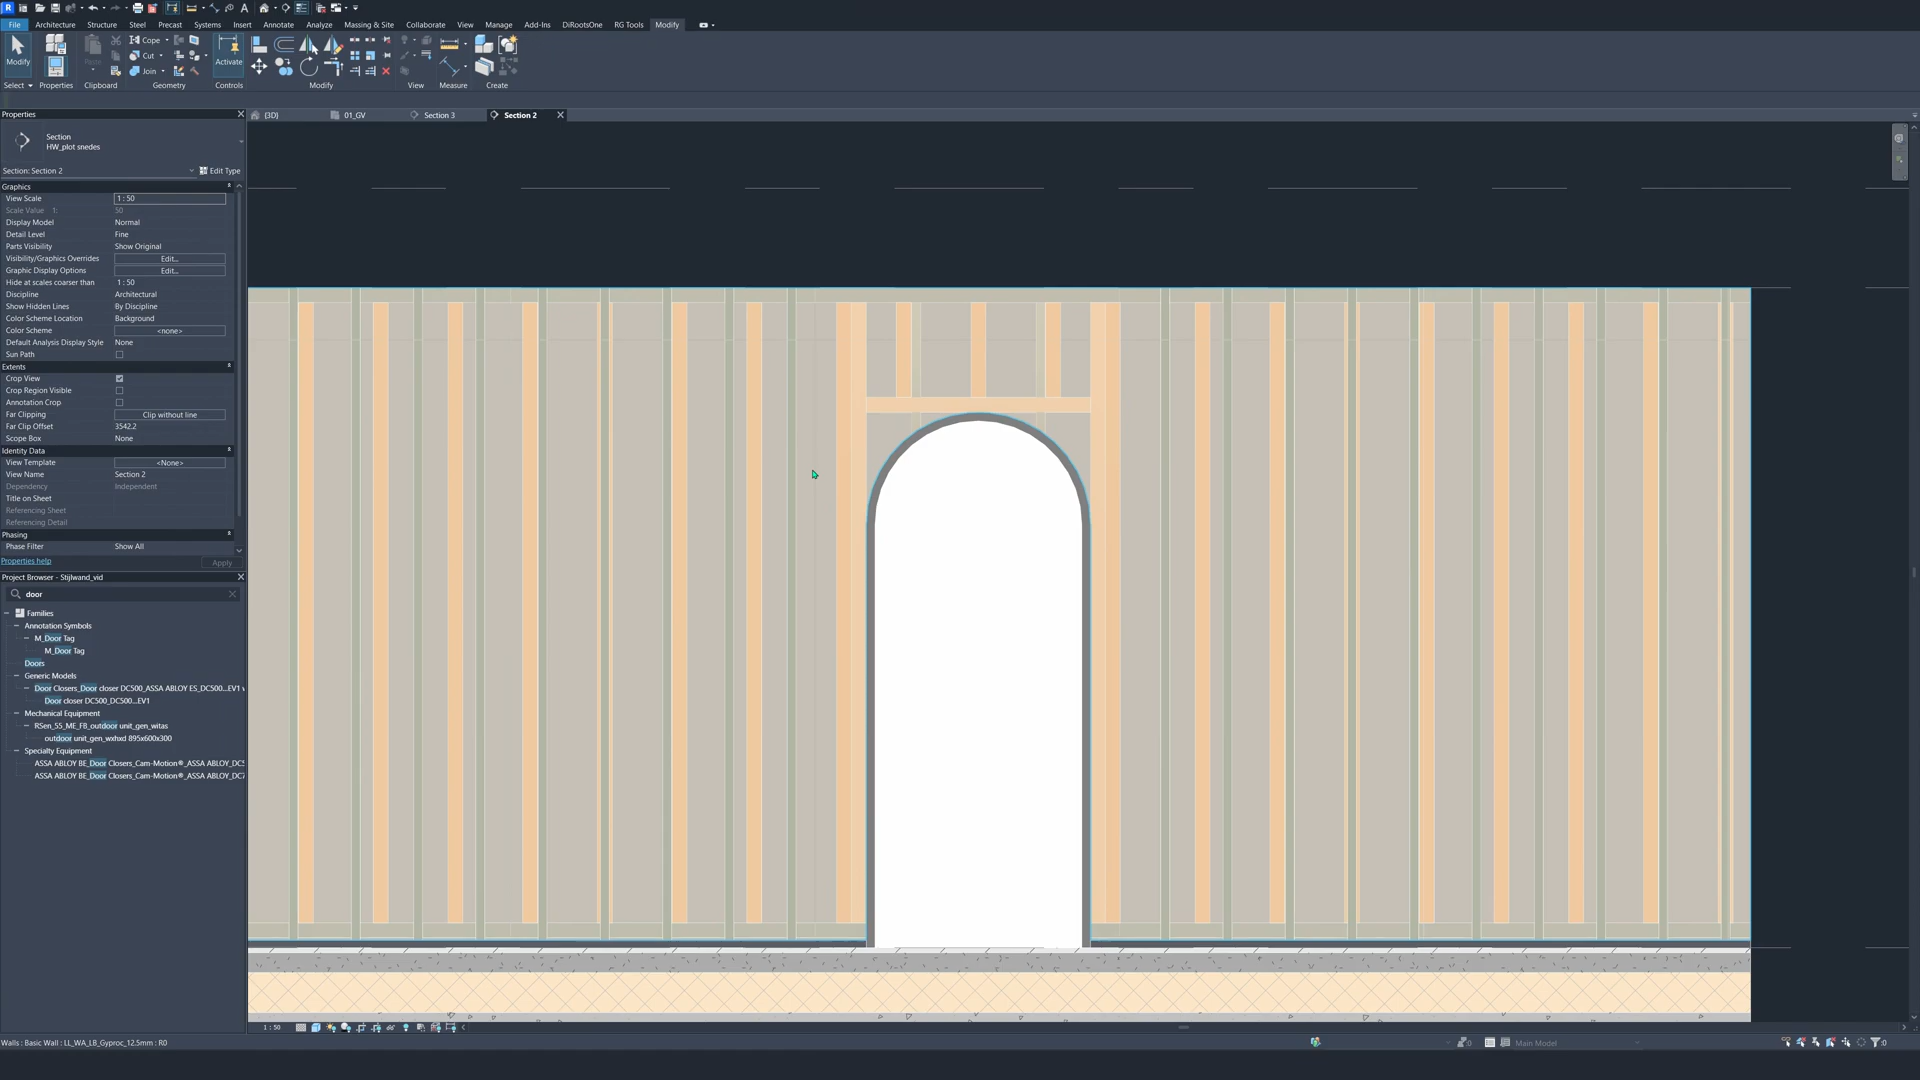 File Architecture Structure Steel Precast Systems Insert Annotate Analyze Massing & Site Collaborate View Manage Add-Ins DiRootsOne RG Tools Modify
Modify Cope Cut Join Paste Activate
Select Properties Clipboard Geometry Controls Modify View Measure Create
Properties
{3D} 01_GV Section 3 Section 2
Section
HW_plot snedes
Section: Section 2 Edit Type
Graphics
View Scale 1 : 50
Scale Value 1: 50
Display Model Normal
Detail Level Fine
Parts Visibility Show Original
Visibility/Graphics Overrides Edit...
Graphic Display Options Edit...
Hide at scales coarser than 1 : 50
Discipline Architectural
Show Hidden Lines By Discipline
Color Scheme Location Background
Color Scheme <none>
Default Analysis Display Style None
Sun Path
Extents
Crop View
Crop Region Visible
Annotation Crop
Far Clipping Clip without line
Far Clip Offset 3542.2
Scope Box None
Identity Data
View Template <None>
View Name Section 2
Dependency Independent
Title on Sheet
Referencing Sheet
Referencing Detail
Phasing
Phase Filter Show All
Properties help Apply
Project Browser - Stijlwand_vid
door
Families
Annotation Symbols
M_Door Tag
M_Door Tag
Doors
Generic Models
Door Closers_Door closer DC500_ASSA ABLOY ES_DC500...EV1
Door closer DC500_DC500...EV1
Mechanical Equipment
RSen_55_ME_FB_outdoor unit_gen_witas
outdoor unit_gen_wxhxd 895x600x300
Specialty Equipment
ASSA ABLOY BE_Door Closers_Cam-Motion®_ASSA ABLOY_DC5
ASSA ABLOY BE_Door Closers_Cam-Motion®_ASSA ABLOY_DC7
1 : 50
Walls : Basic Wall : LL_WA_LB_Gyproc_12.5mm : R0 :0 Main Model :0